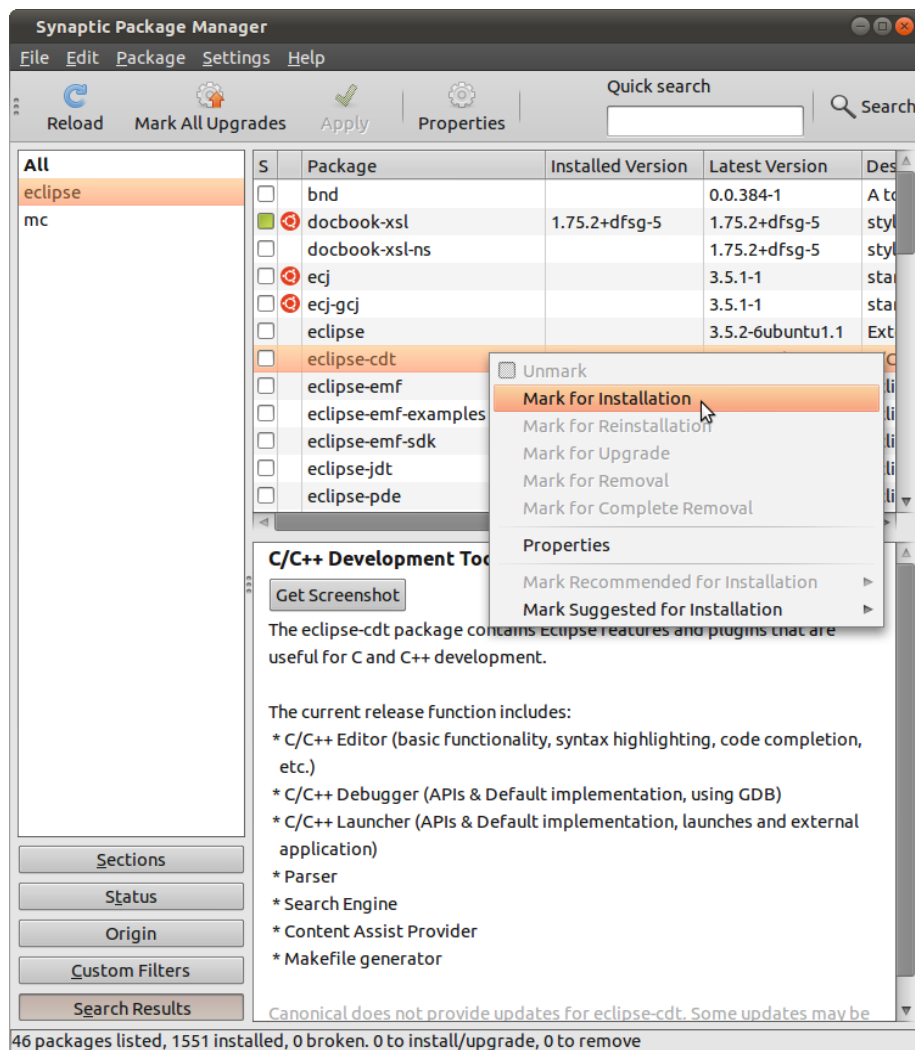 Synaptic Package Manager
File Edit Package Settings Help
Reload Mark All Upgrades Apply Properties Quick search Search
All
eclipse
mc
Sections
Status
Origin
Custom Filters
Search Results
S Package Installed Version Latest Version Des
bnd 0.0.384-1 A to
docbook-xsl 1.75.2+dfsg-5 1.75.2+dfsg-5 styl
docbook-xsl-ns 1.75.2+dfsg-5 styl
ecj 3.5.1-1 star
ecj-gcj 3.5.1-1 star
eclipse 3.5.2-6ubuntu1.1 Ext
eclipse-cdt
eclipse-emf
eclipse-emf-examples
eclipse-emf-sdk
eclipse-jdt
eclipse-pde
Unmark
Mark for Installation
Mark for Reinstallation
Mark for Upgrade
Mark for Removal
Mark for Complete Removal
Properties
Mark Recommended for Installation
Mark Suggested for Installation
C/C++ Development Too
Get Screenshot
The eclipse-cdt package contains Eclipse features and plugins that are
useful for C and C++ development.
The current release function includes:
* C/C++ Editor (basic functionality, syntax highlighting, code completion,
etc.)
* C/C++ Debugger (APIs & Default implementation, using GDB)
* C/C++ Launcher (APIs & Default implementation, launches and external
application)
* Parser
* Search Engine
* Content Assist Provider
* Makefile generator
Canonical does not provide updates for eclipse-cdt. Some updates may be
46 packages listed, 1551 installed, 0 broken. 0 to install/upgrade, 0 to remove